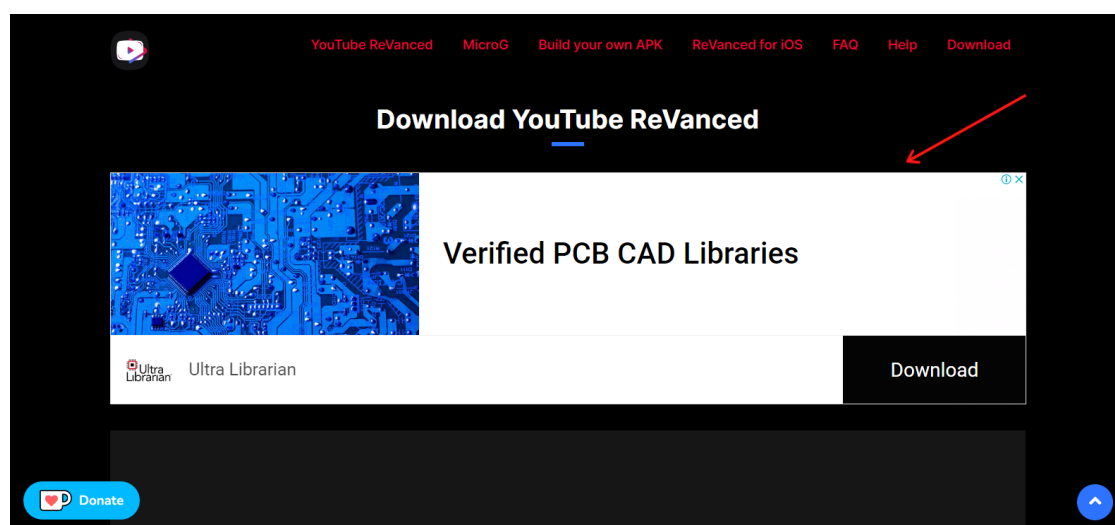 YouTube ReVanced MicroG Build your own APK ReVanced for iOS FAQ Help Download
Download YouTube ReVanced
Verified PCB CAD Libraries
Ultra
Librarian
Ultra Librarian
Download
Donate